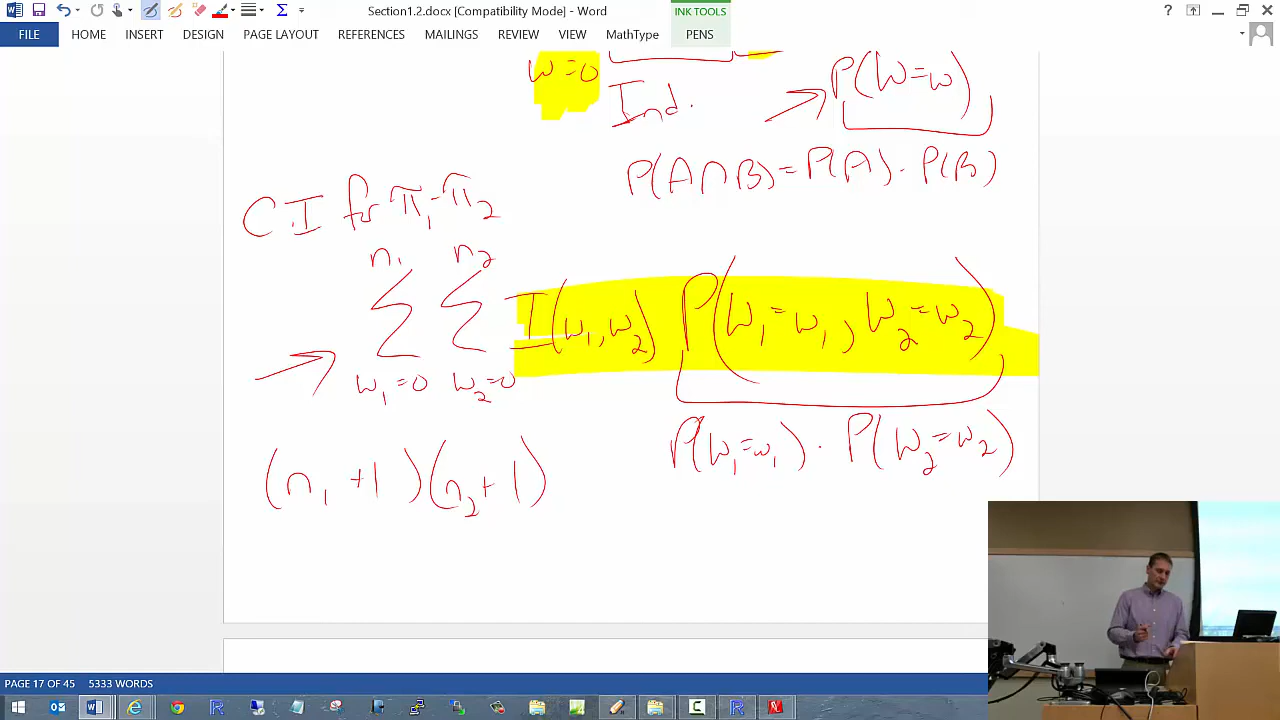 Section1.2.docx [Compatibility Mode] - Word
INK TOOLS
FILE HOME INSERT DESIGN PAGE LAYOUT REFERENCES MAILINGS REVIEW VIEW MathType PENS
w=0
Ind.
P(W=w)
P(A∩B)=P(A)·P(B)
CI for π₁-π₂
n₁ n₂
Σ Σ I(w₁,w₂) P(W₁=w₁, W₂=w₂)
w₁=0 w₂=0
P(W₁=w₁)·P(W₂=w₂)
(n₁+1)(n₂+1)
PAGE 17 OF 45 5333 WORDS